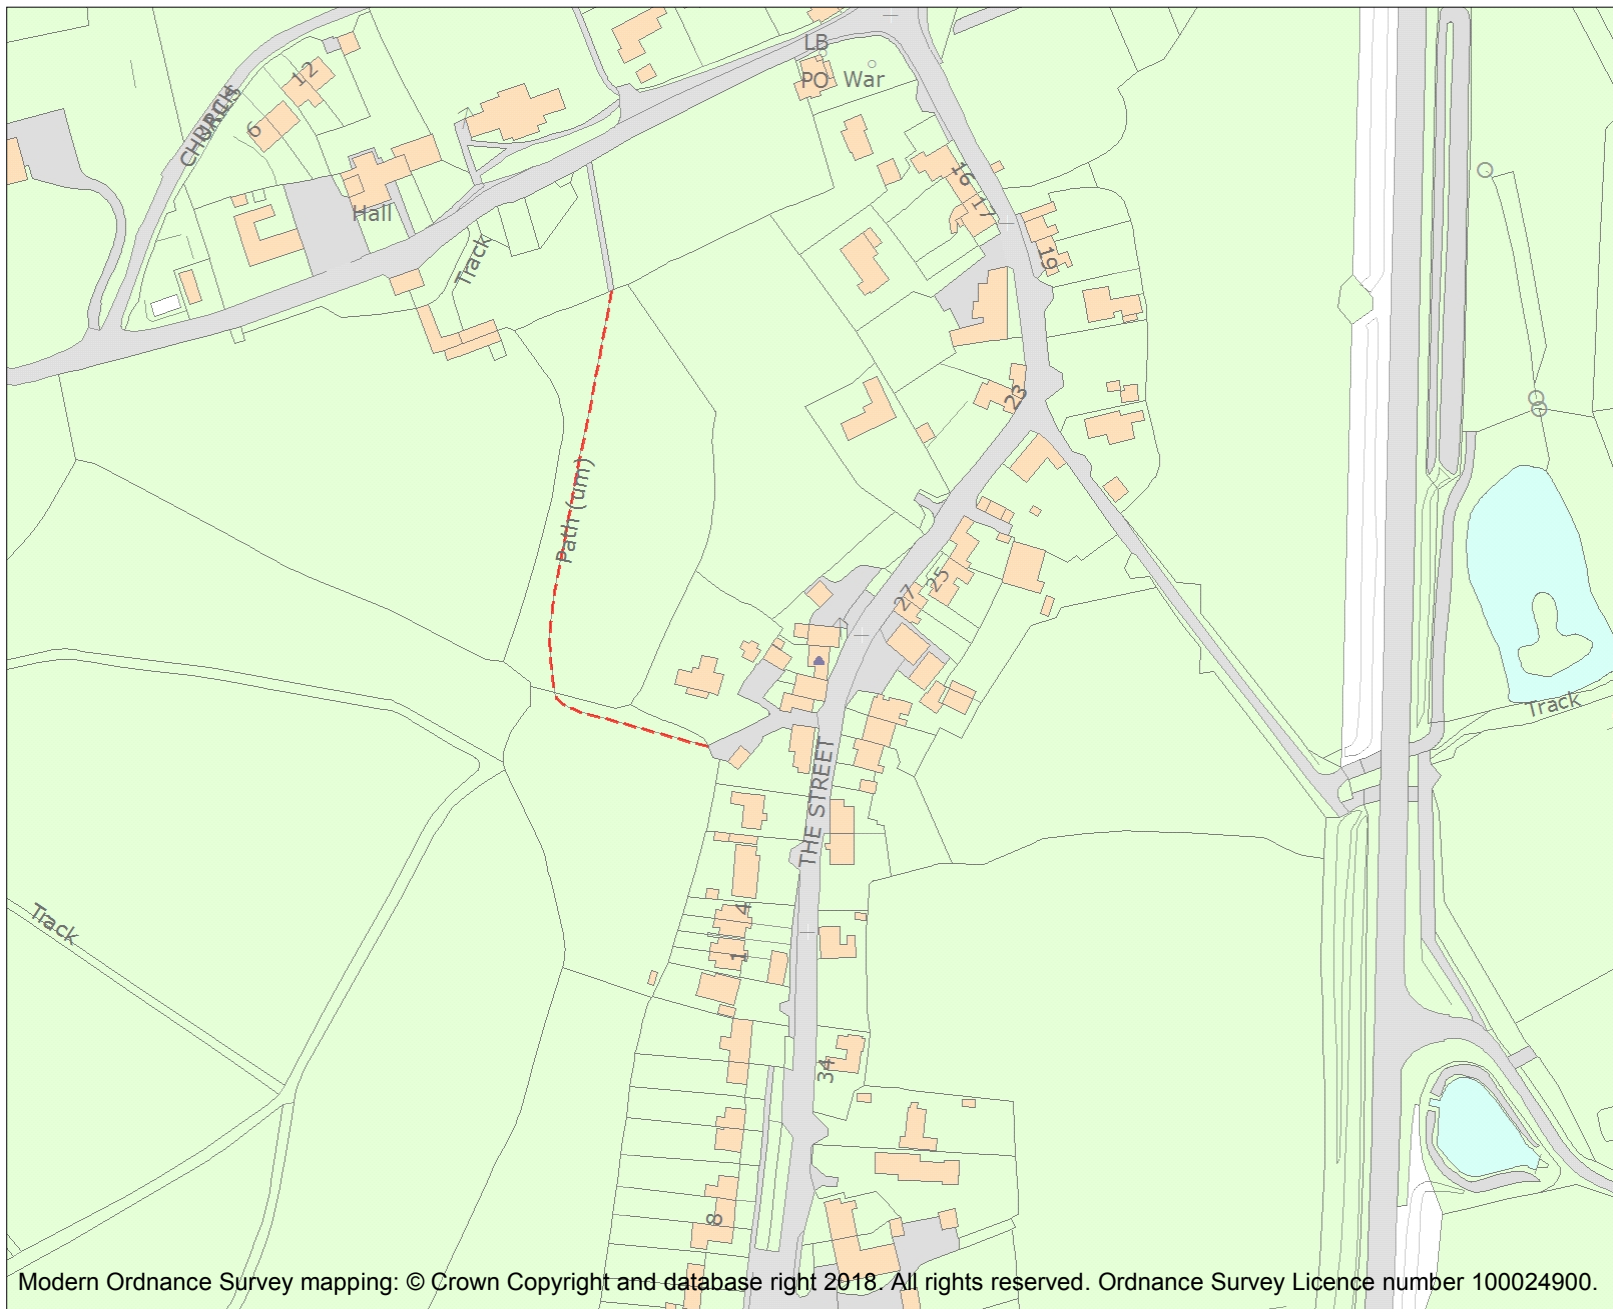 LB
PO War
12
6
CHURCH
Hall
Track
16
17
19
23
Path (um)
25
27
Track
THE STREET
4
1
Track
34
8
Modern Ordnance Survey mapping: © Crown Copyright and database right 2018. All rights reserved. Ordnance Survey Licence number 100024900.